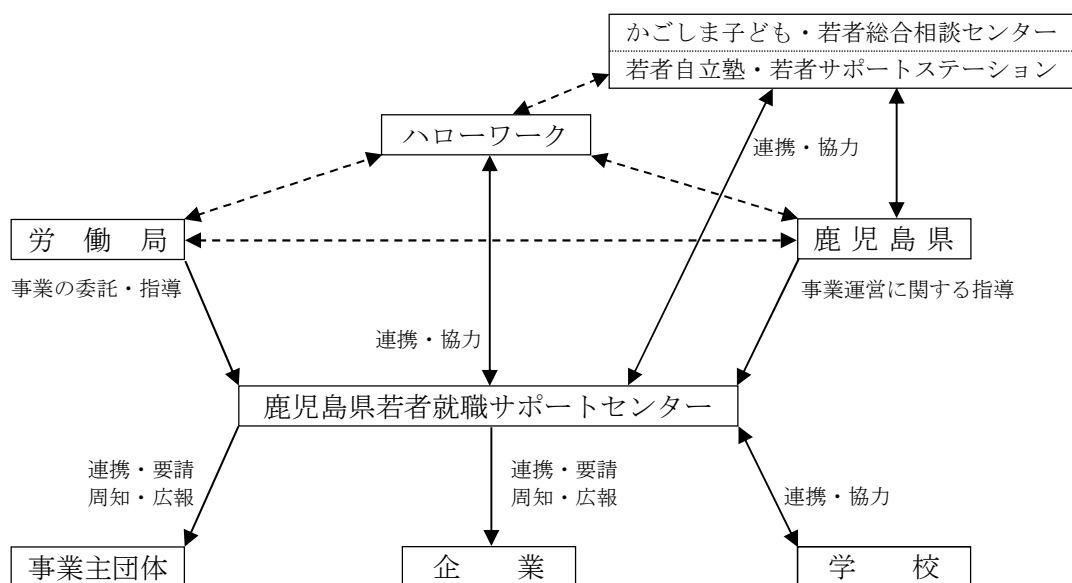 かごしま子ども・若者総合相談センター
若者自立塾・若者サポートステーション
ハローワーク
連携・協力
労働局
鹿児島県
事業の委託・指導
事業運営に関する指導
連携・協力
鹿児島県若者就職サポートセンター
連携・要請
周知・広報
連携・要請
周知・広報
連携・協力
事業主団体
企業
学校